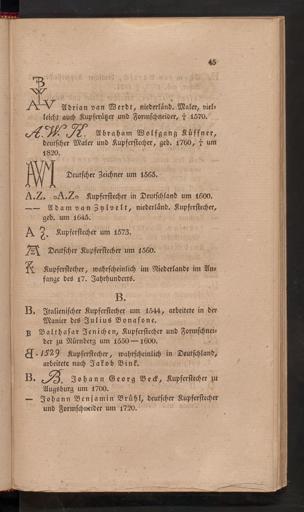 45
B
A V Adrian van Werdt, niederländ. Maler, viel-
leicht auch Kupferätzer und Formschneider, † 1570.
A. W. K. Abraham Wolfgang Küffner,
deutscher Maler und Kupferstecher, geb. 1760, † um
1820.
AWM Deutscher Zeichner um 1565.
A.Z. »A.Z.« Kupferstecher in Deutschland um 1600.
— Adam van Zylvelt, niederländ. Kupferstecher,
geb. um 1645.
A Z. Kupferstecher um 1573.
Deutscher Kupferstecher um 1560.
Kupferstecher, wahrscheinlich im Niederlande im An-
fange des 17. Jahrhunderts.
B.
B. Italienischer Kupferstecher um 1544, arbeitete in der
Manier des Julius Bonasone.
B Balthasar Jenichen, Kupferstecher und Formschnei-
der zu Nürnberg um 1550—1600.
B · 1529 Kupferstecher, wahrscheinlich in Deutschland,
arbeitete nach Jakob Bink.
B. B. Johann Georg Beck, Kupferstecher zu
Augsburg um 1700.
— Johann Benjamin Brühl, deutscher Kupferstecher
und Formschneider um 1720.